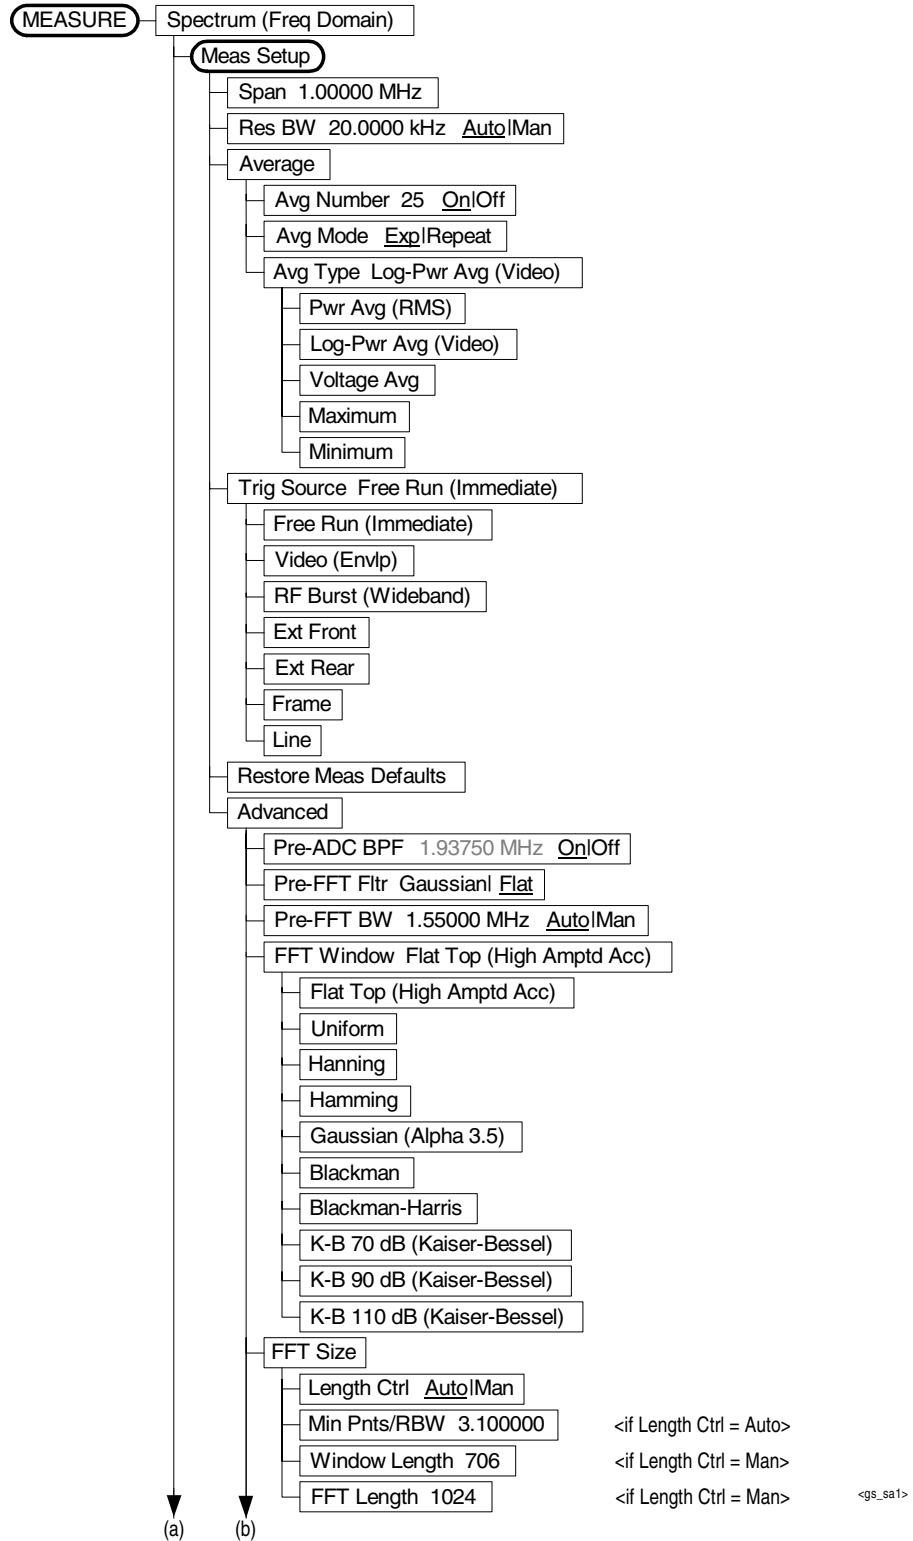 MEASURE Spectrum (Freq Domain)
Meas Setup
Span 1.00000 MHz
Res BW 20.0000 kHz Auto|Man
Average
Avg Number 25 On|Off
Avg Mode Exp|Repeat
Avg Type Log-Pwr Avg (Video)
Pwr Avg (RMS)
Log-Pwr Avg (Video)
Voltage Avg
Maximum
Minimum
Trig Source Free Run (Immediate)
Free Run (Immediate)
Video (Envlp)
RF Burst (Wideband)
Ext Front
Ext Rear
Frame
Line
Restore Meas Defaults
Advanced
Pre-ADC BPF 1.93750 MHz On|Off
Pre-FFT Fltr Gaussian| Flat
Pre-FFT BW 1.55000 MHz Auto|Man
FFT Window Flat Top (High Amptd Acc)
Flat Top (High Amptd Acc)
Uniform
Hanning
Hamming
Gaussian (Alpha 3.5)
Blackman
Blackman-Harris
K-B 70 dB (Kaiser-Bessel)
K-B 90 dB (Kaiser-Bessel)
K-B 110 dB (Kaiser-Bessel)
FFT Size
Length Ctrl Auto|Man
Min Pnts/RBW 3.100000 <if Length Ctrl = Auto>
Window Length 706 <if Length Ctrl = Man>
FFT Length 1024 <if Length Ctrl = Man> <gs_sa1>
(a) (b)